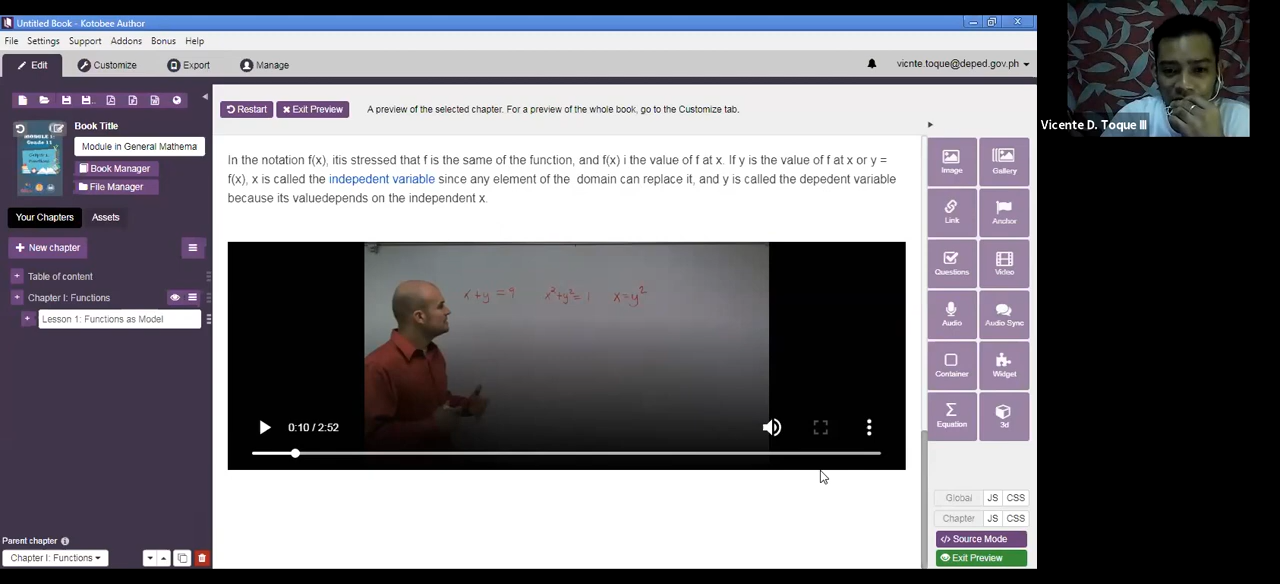 Untitled Book - Kotobee Author
File Settings Support Addons Bonus Help
Edit Customize Export Manage
vicnte.toque@deped.gov.ph
Book Title
Module in General Mathema
Book Manager
File Manager
Your Chapters Assets
New chapter
Table of content
Chapter I: Functions
Lesson 1: Functions as Model
Parent chapter
Chapter I: Functions
Restart Exit Preview A preview of the selected chapter. For a preview of the whole book, go to the Customize tab.
In the notation f(x), itis stressed that f is the same of the function, and f(x) i the value of f at x. If y is the value of f at x or y =
f(x), x is called the indepedent variable since any element of the domain can replace it, and y is called the depedent variable
because its valuedepends on the independent x.
x+y = 9 x²+y²= 1 x=y²
0:10 / 2:52
Image Gallery
Link Anchor
Questions Video
Audio Audio Sync
Container Widget
Σ
Equation 3d
Global JS CSS
Chapter JS CSS
</> Source Mode
Exit Preview
Vicente D. Toque III